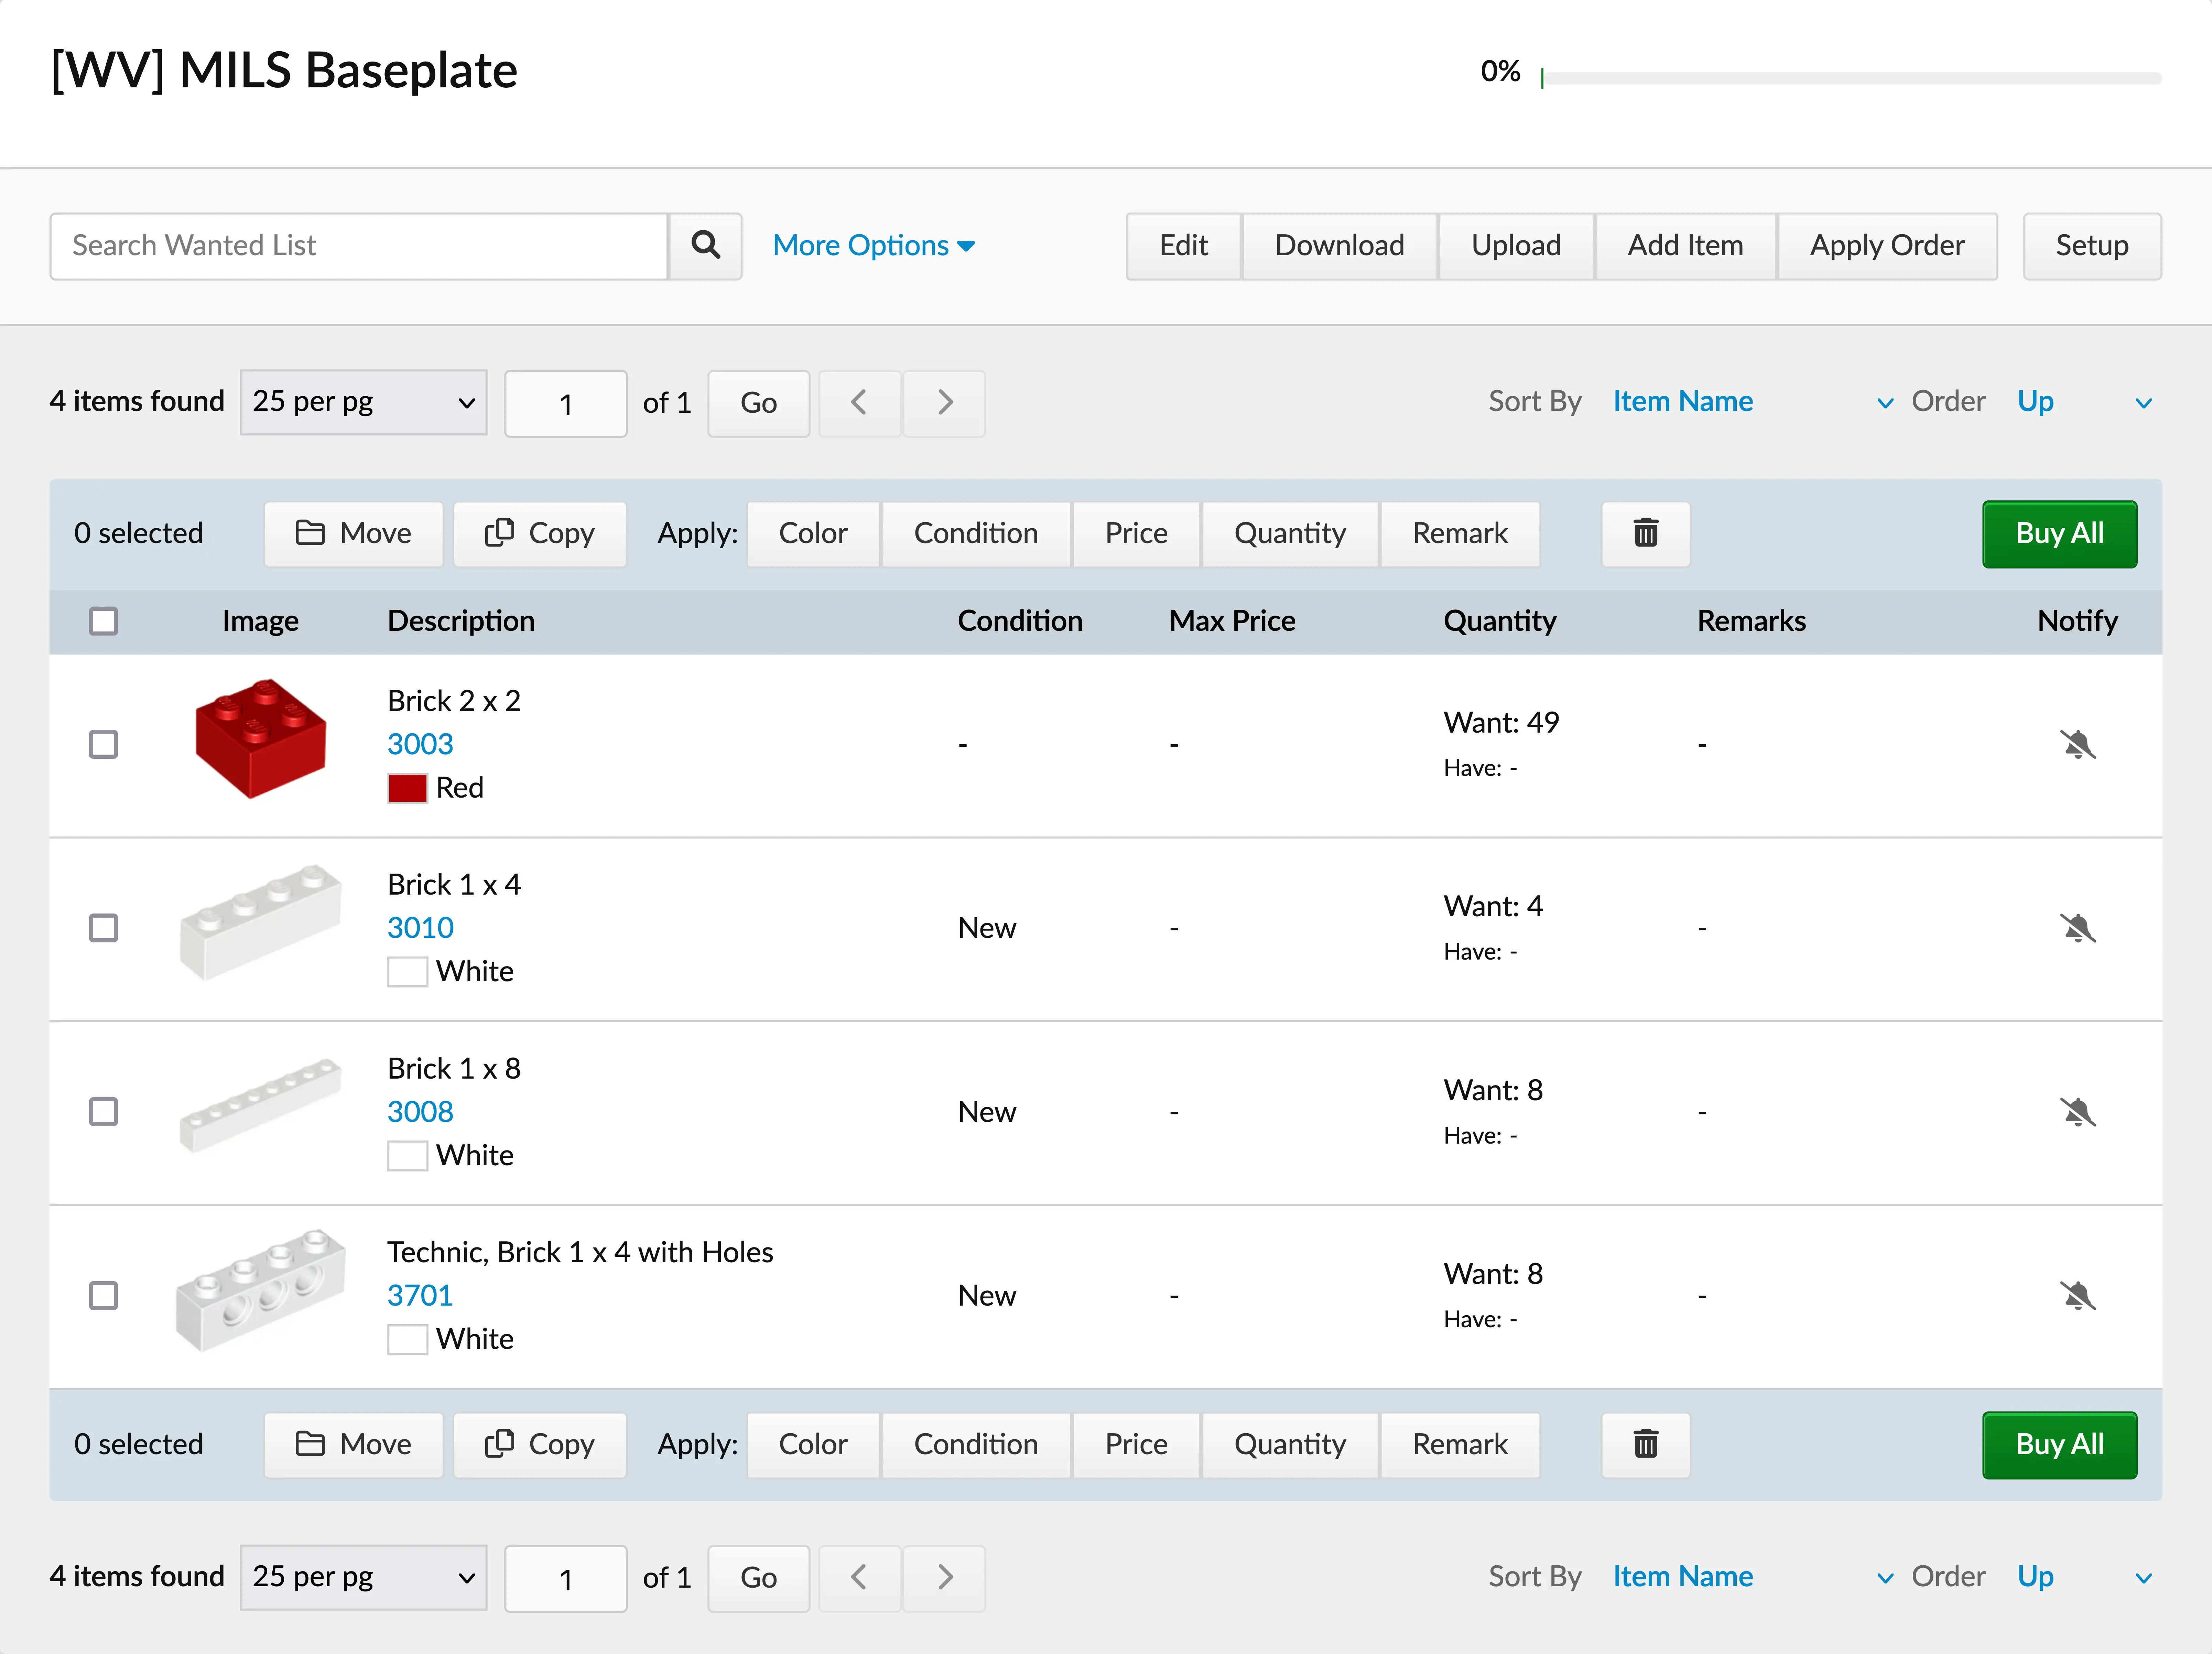 [WV] MILS Baseplate
0%
Search Wanted List
More Options
Edit Download Upload Add Item Apply Order Setup
4 items found 25 per pg 1 of 1 Go Sort By Item Name Order Up
0 selected Move Copy Apply: Color Condition Price Quantity Remark Buy All
Image Description Condition Max Price Quantity Remarks Notify
Brick 2 x 2
3003
Red
- - Want: 49 -
Have: -
Brick 1 x 4
3010
White
New - Want: 4 -
Have: -
Brick 1 x 8
3008
White
New - Want: 8 -
Have: -
Technic, Brick 1 x 4 with Holes
3701
White
New - Want: 8 -
Have: -
0 selected Move Copy Apply: Color Condition Price Quantity Remark Buy All
4 items found 25 per pg 1 of 1 Go Sort By Item Name Order Up